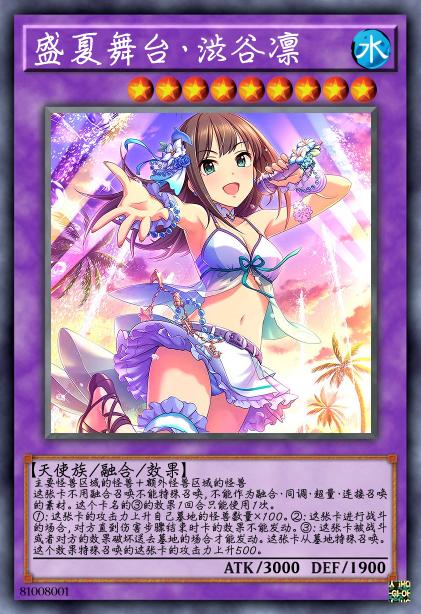 盛夏舞台·渋谷凛
水
【天使族/融合/效果】
主要怪兽区域的怪兽+额外怪兽区域的怪兽
这张卡不用融合召唤不能特殊召唤,不能作为融合·同调·超量·连接召唤
的素材。这个卡名的③的效果1回合只能使用1次。
①:这张卡的攻击力上升自己墓地的怪兽数量×100。②:这张卡进行战斗
的场合,对方直到伤害步骤结束时卡的效果不能发动。③:这张卡被战斗
或者对方的效果破坏送去墓地的场合才能发动。这张卡从墓地特殊召唤。
这个效果特殊召唤的这张卡的攻击力上升500。
ATK/3000 DEF/1900
81008001